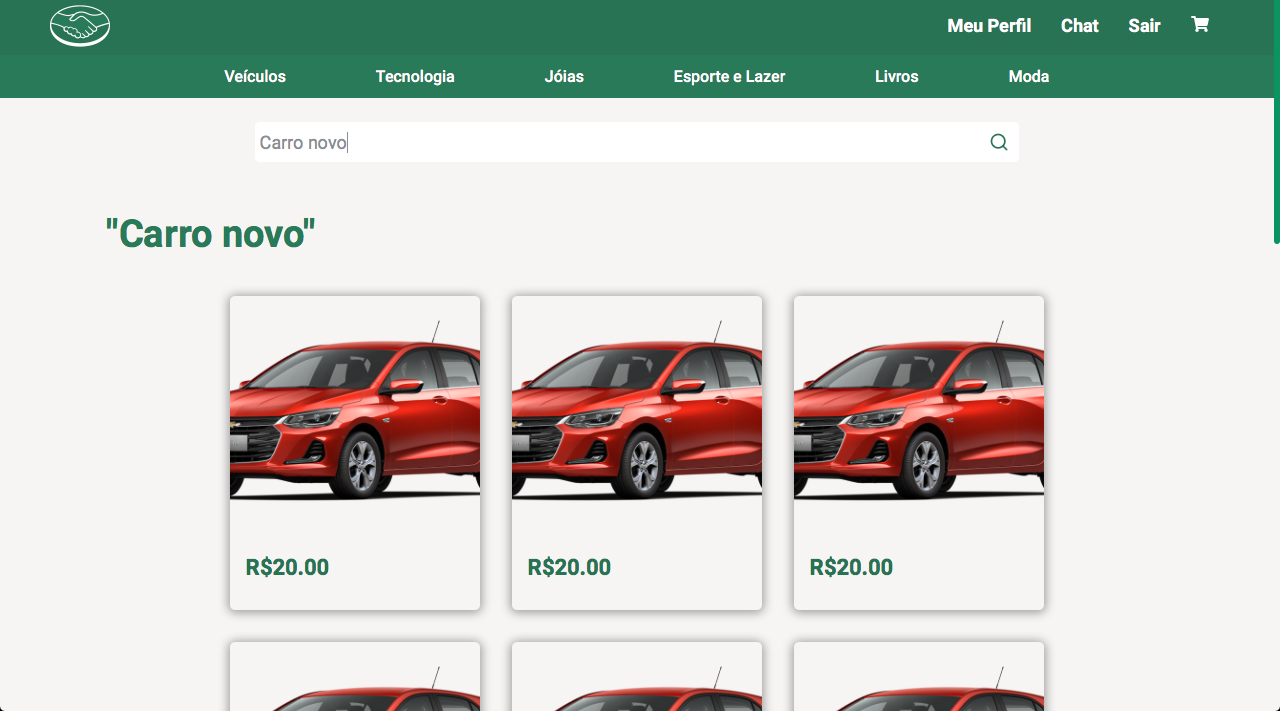 Meu Perfil Chat Sair
Veículos Tecnologia Jóias Esporte e Lazer Livros Moda
Carro novo
"Carro novo"
R$20.00 R$20.00 R$20.00